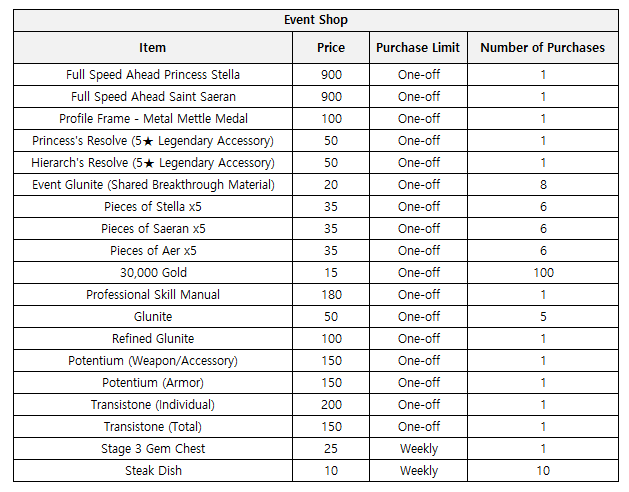 Event Shop
Item Price Purchase Limit Number of Purchases
Full Speed Ahead Princess Stella 900 One-off 1
Full Speed Ahead Saint Saeran 900 One-off 1
Profile Frame - Metal Mettle Medal 100 One-off 1
Princess's Resolve (5★ Legendary Accessory) 50 One-off 1
Hierarch's Resolve (5★ Legendary Accessory) 50 One-off 1
Event Glunite (Shared Breakthrough Material) 20 One-off 8
Pieces of Stella x5 35 One-off 6
Pieces of Saeran x5 35 One-off 6
Pieces of Aer x5 35 One-off 6
30,000 Gold 15 One-off 100
Professional Skill Manual 180 One-off 1
Glunite 50 One-off 5
Refined Glunite 100 One-off 1
Potentium (Weapon/Accessory) 150 One-off 1
Potentium (Armor) 150 One-off 1
Transistone (Individual) 200 One-off 1
Transistone (Total) 150 One-off 1
Stage 3 Gem Chest 25 Weekly 1
Steak Dish 10 Weekly 10